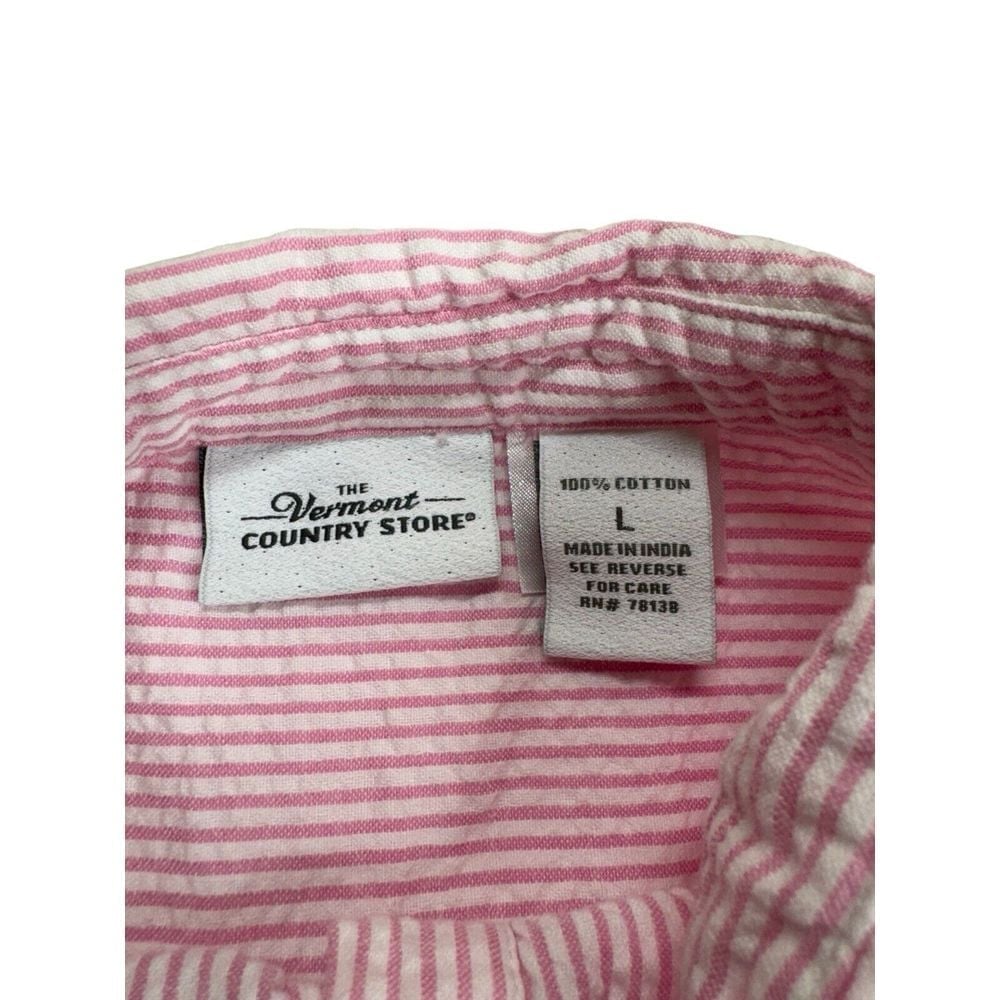 THE
Vermont
COUNTRY STORE®
100% COTTON
L
MADE IN INDIA
SEE REVERSE
FOR CARE
RN# 78138